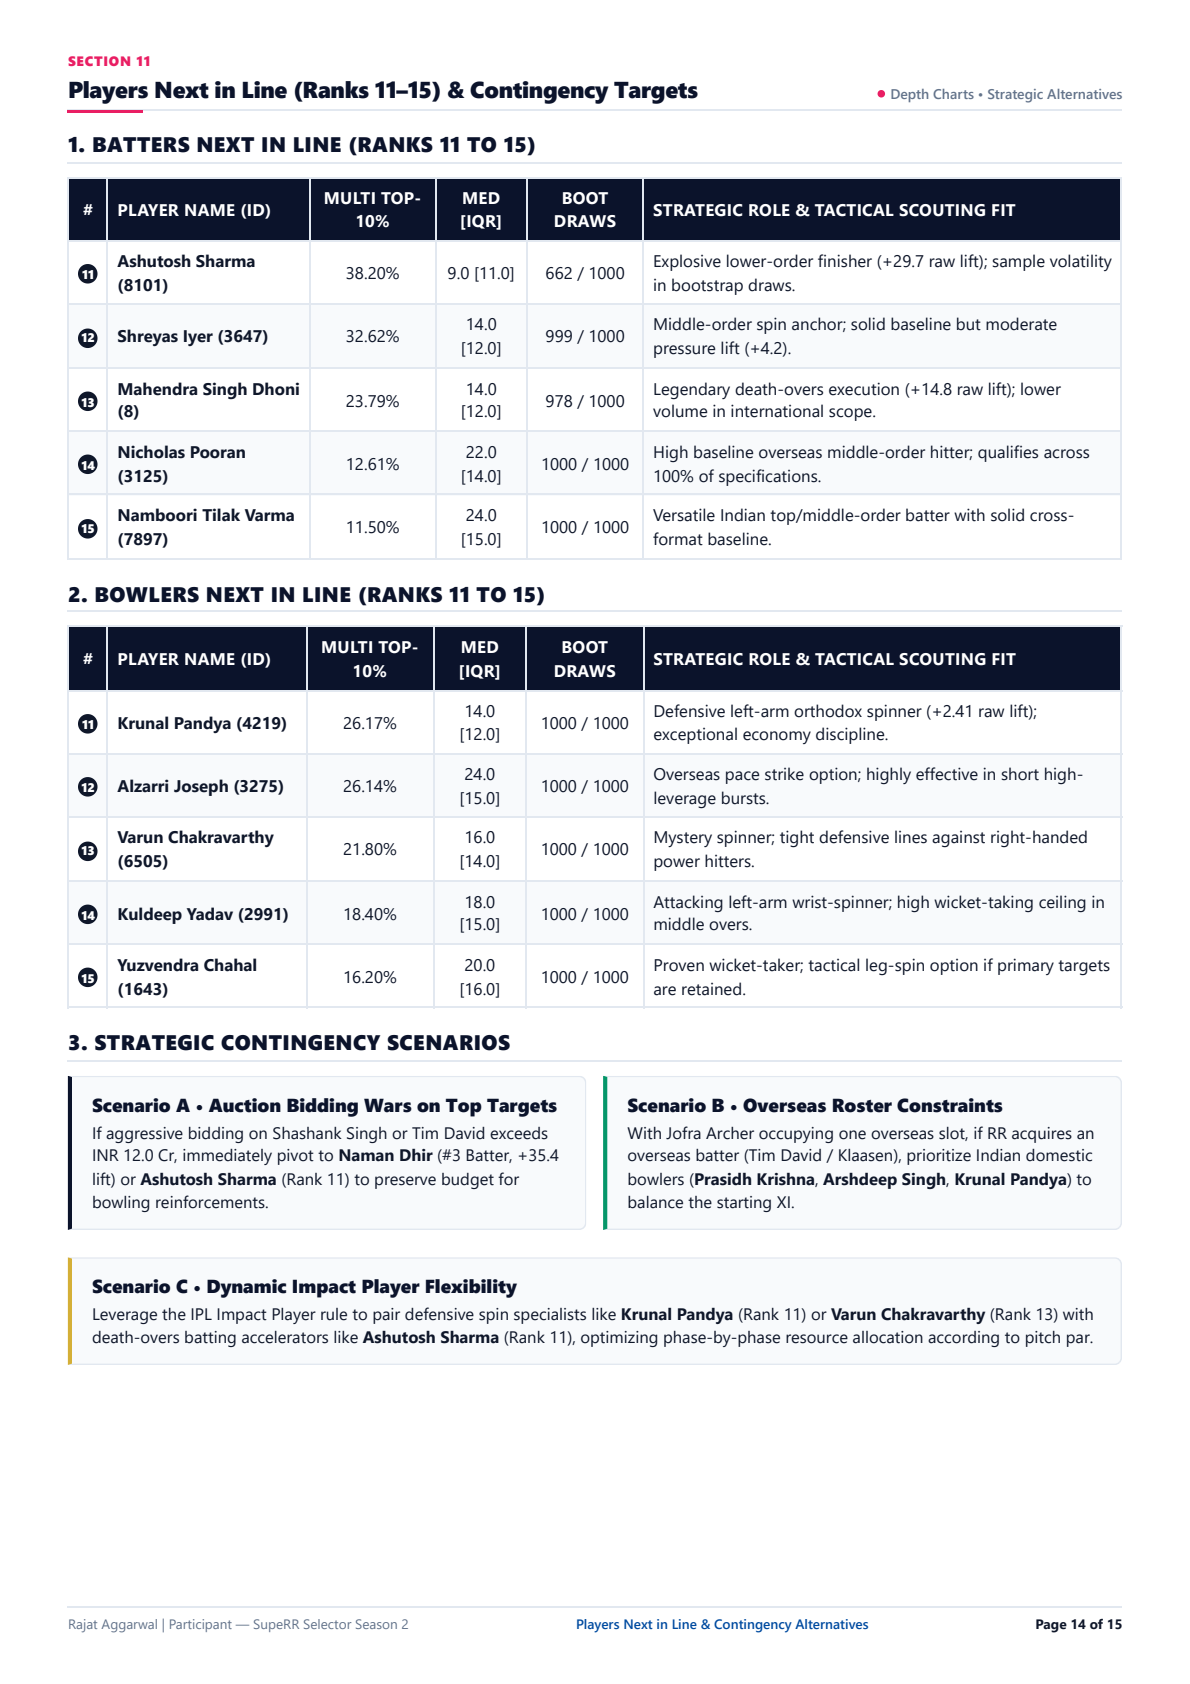 SECTION 11
Players Next in Line (Ranks 11–15) & Contingency Targets
● Depth Charts • Strategic Alternatives
1. BATTERS NEXT IN LINE (RANKS 11 TO 15)
# PLAYER NAME (ID) MULTI TOP-10% MED [IQR] BOOT DRAWS STRATEGIC ROLE & TACTICAL SCOUTING FIT
11 Ashutosh Sharma (8101) 38.20% 9.0 [11.0] 662 / 1000 Explosive lower-order finisher (+29.7 raw lift); sample volatility in bootstrap draws.
12 Shreyas Iyer (3647) 32.62% 14.0 [12.0] 999 / 1000 Middle-order spin anchor; solid baseline but moderate pressure lift (+4.2).
13 Mahendra Singh Dhoni (8) 23.79% 14.0 [12.0] 978 / 1000 Legendary death-overs execution (+14.8 raw lift); lower volume in international scope.
14 Nicholas Pooran (3125) 12.61% 22.0 [14.0] 1000 / 1000 High baseline overseas middle-order hitter; qualifies across 100% of specifications.
15 Namboori Tilak Varma (7897) 11.50% 24.0 [15.0] 1000 / 1000 Versatile Indian top/middle-order batter with solid cross-format baseline.
2. BOWLERS NEXT IN LINE (RANKS 11 TO 15)
# PLAYER NAME (ID) MULTI TOP-10% MED [IQR] BOOT DRAWS STRATEGIC ROLE & TACTICAL SCOUTING FIT
11 Krunal Pandya (4219) 26.17% 14.0 [12.0] 1000 / 1000 Defensive left-arm orthodox spinner (+2.41 raw lift); exceptional economy discipline.
12 Alzarri Joseph (3275) 26.14% 24.0 [15.0] 1000 / 1000 Overseas pace strike option; highly effective in short high-leverage bursts.
13 Varun Chakravarthy (6505) 21.80% 16.0 [14.0] 1000 / 1000 Mystery spinner; tight defensive lines against right-handed power hitters.
14 Kuldeep Yadav (2991) 18.40% 18.0 [15.0] 1000 / 1000 Attacking left-arm wrist-spinner; high wicket-taking ceiling in middle overs.
15 Yuzvendra Chahal (1643) 16.20% 20.0 [16.0] 1000 / 1000 Proven wicket-taker; tactical leg-spin option if primary targets are retained.
3. STRATEGIC CONTINGENCY SCENARIOS
Scenario A • Auction Bidding Wars on Top Targets
If aggressive bidding on Shashank Singh or Tim David exceeds
INR 12.0 Cr, immediately pivot to Naman Dhir (#3 Batter, +35.4
lift) or Ashutosh Sharma (Rank 11) to preserve budget for
bowling reinforcements.
Scenario B • Overseas Roster Constraints
With Jofra Archer occupying one overseas slot, if RR acquires an
overseas batter (Tim David / Klaasen), prioritize Indian domestic
bowlers (Prasidh Krishna, Arshdeep Singh, Krunal Pandya) to
balance the starting XI.
Scenario C • Dynamic Impact Player Flexibility
Leverage the IPL Impact Player rule to pair defensive spin specialists like Krunal Pandya (Rank 11) or Varun Chakravarthy (Rank 13) with
death-overs batting accelerators like Ashutosh Sharma (Rank 11), optimizing phase-by-phase resource allocation according to pitch par.
Rajat Aggarwal | Participant — SupeRR Selector Season 2
Players Next in Line & Contingency Alternatives
Page 14 of 15